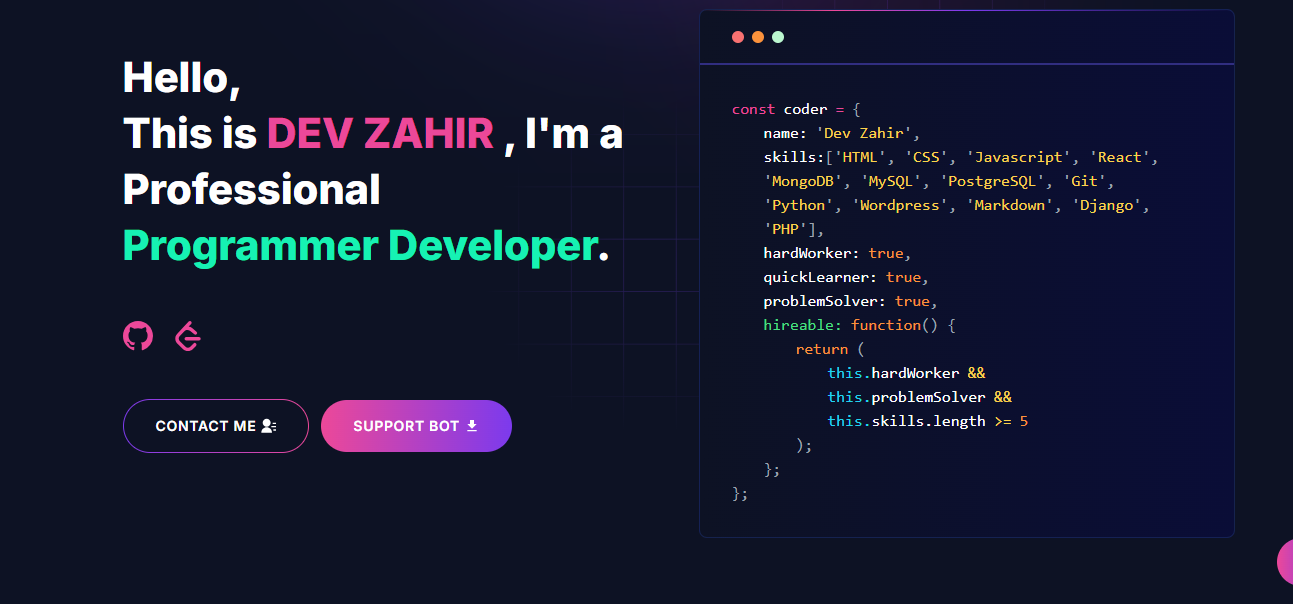 Hello,
This is DEV ZAHIR , I'm a
Professional
Programmer Developer.
CONTACT ME
SUPPORT BOT
const coder = {
name: 'Dev Zahir',
skills:['HTML', 'CSS', 'Javascript', 'React',
'MongoDB', 'MySQL', 'PostgreSQL', 'Git',
'Python', 'Wordpress', 'Markdown', 'Django',
'PHP'],
hardWorker: true,
quickLearner: true,
problemSolver: true,
hireable: function() {
return (
this.hardWorker &&
this.problemSolver &&
this.skills.length >= 5
);
};
};